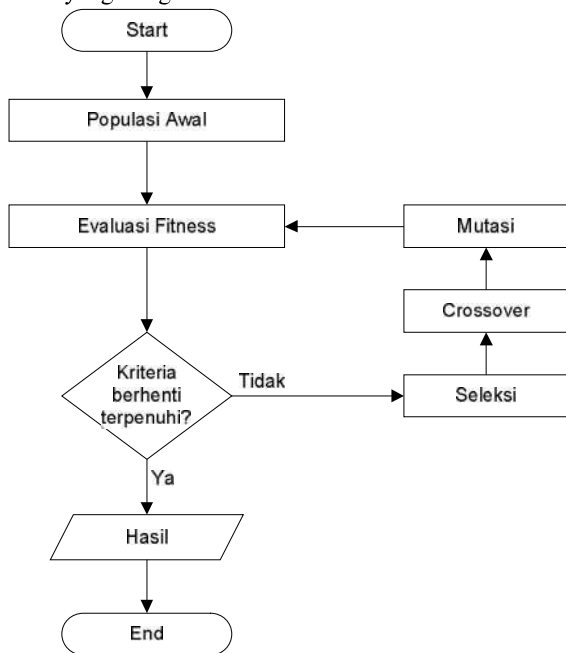 Start
Populasi Awal
Evaluasi Fitness
Mutasi
Crossover
Kriteria
berhenti
terpenuhi?
Tidak
Seleksi
Ya
Hasil
End